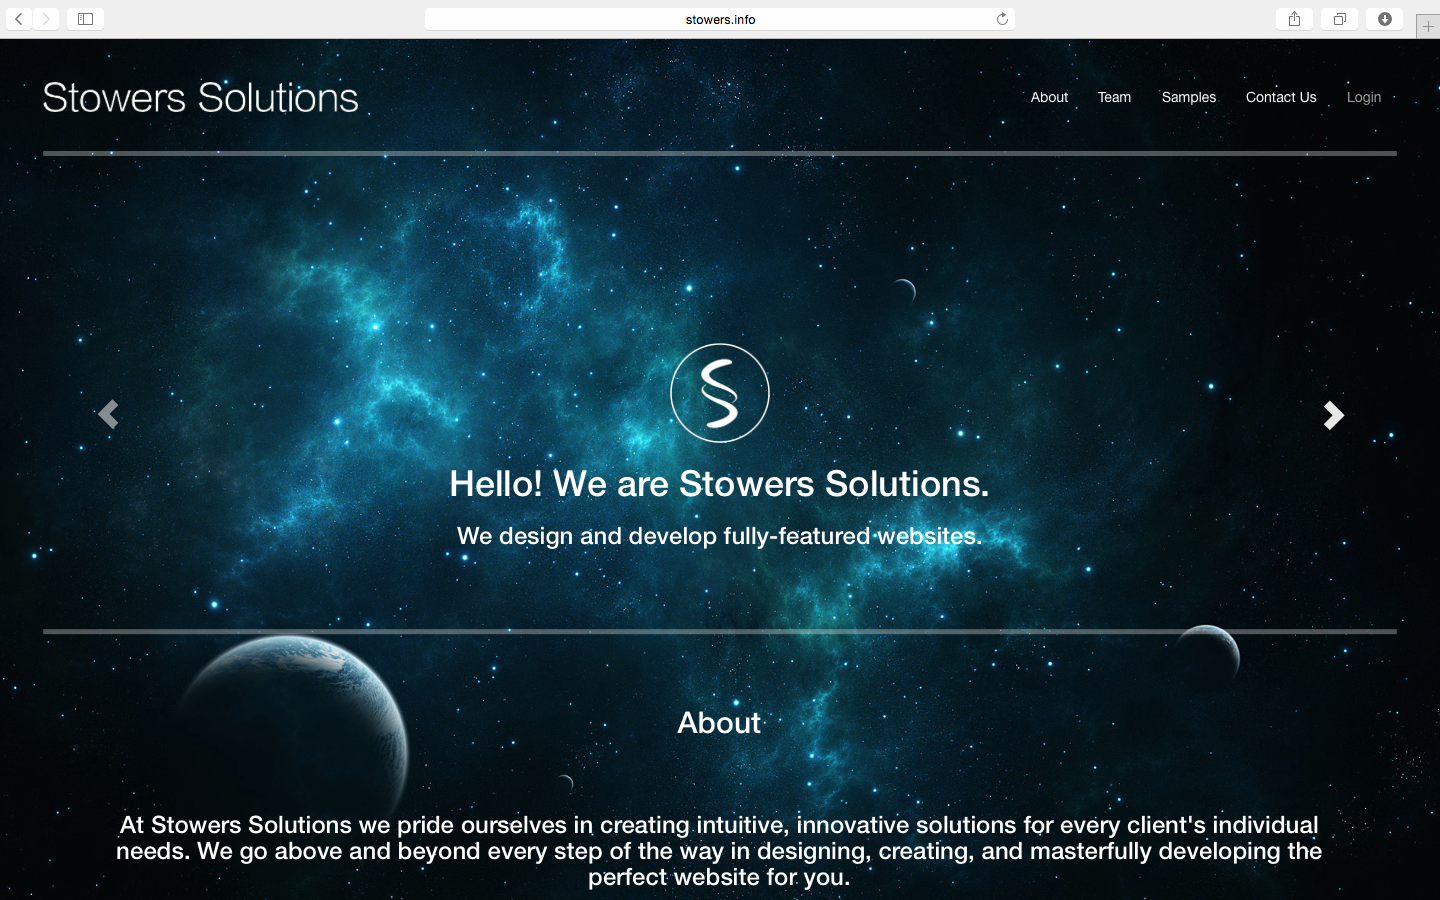 stowers.info
Stowers Solutions
About Team Samples Contact Us Login
Hello! We are Stowers Solutions.
We design and develop fully-featured websites.
About
At Stowers Solutions we pride ourselves in creating intuitive, innovative solutions for every client's individual
needs. We go above and beyond every step of the way in designing, creating, and masterfully developing the
perfect website for you.